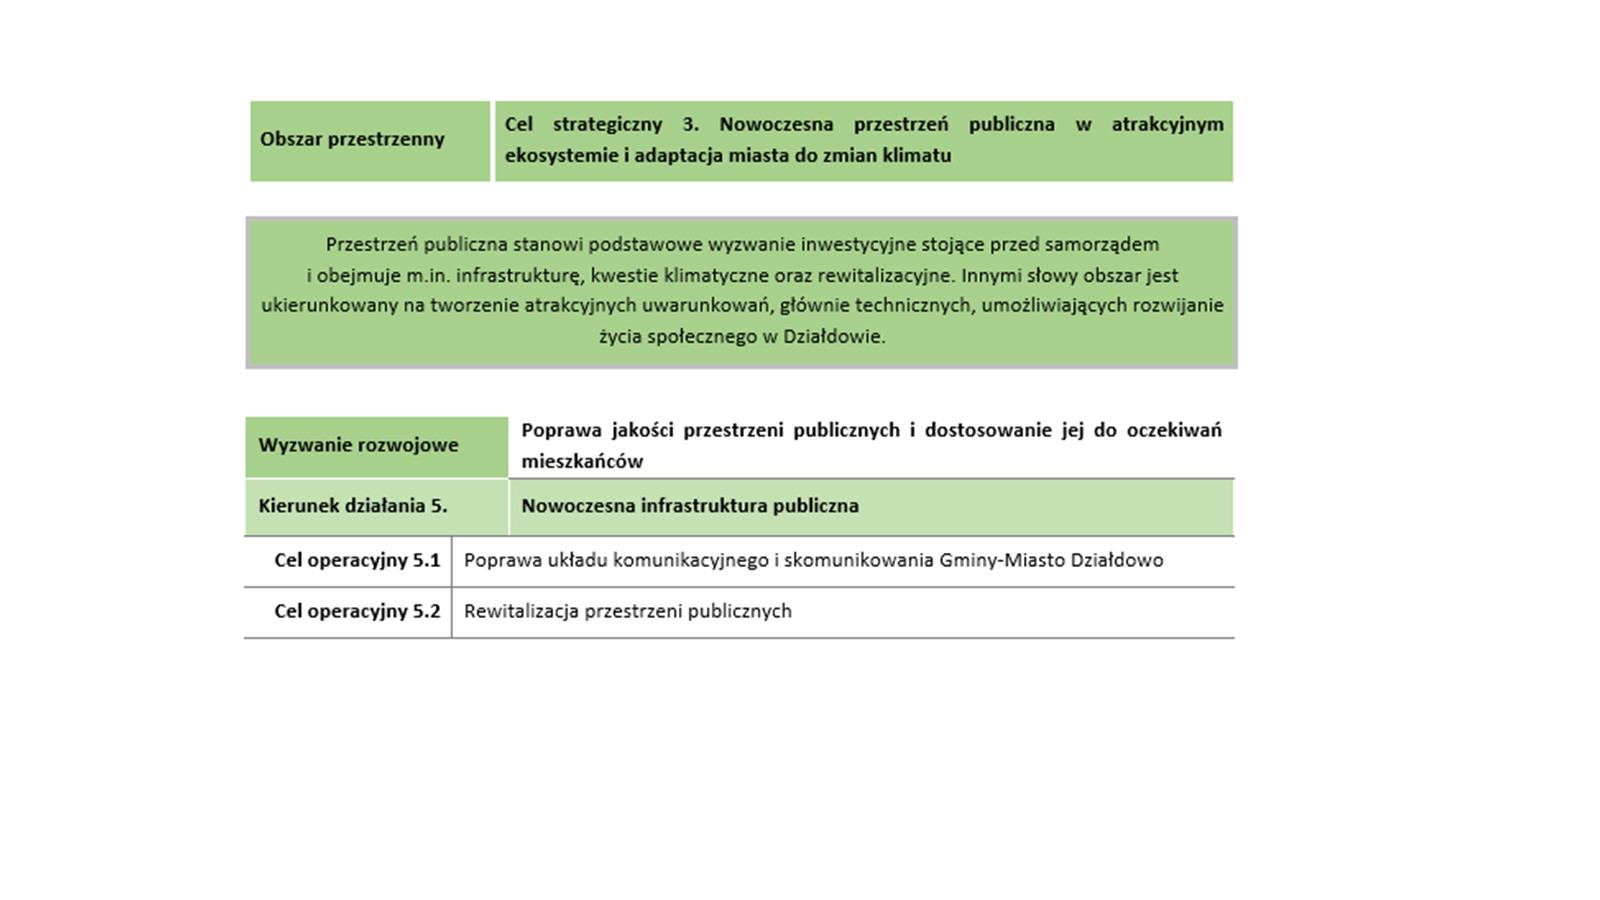 Obszar przestrzenny
Cel strategiczny 3. Nowoczesna przestrzeń publiczna w atrakcyjnym
ekosystemie i adaptacja miasta do zmian klimatu
Przestrzeń publiczna stanowi podstawowe wyzwanie inwestycyjne stojące przed samorządem
i obejmuje m.in. infrastrukturę, kwestie klimatyczne oraz rewitalizacyjne. Innymi słowy obszar jest
ukierunkowany na tworzenie atrakcyjnych uwarunkowań, głównie technicznych, umożliwiających rozwijanie
życia społecznego w Działdowie.
Wyzwanie rozwojowe
Poprawa jakości przestrzeni publicznych i dostosowanie jej do oczekiwań
mieszkańców
Kierunek działania 5.
Nowoczesna infrastruktura publiczna
Cel operacyjny 5.1
Poprawa układu komunikacyjnego i skomunikowania Gminy-Miasto Działdowo
Cel operacyjny 5.2
Rewitalizacja przestrzeni publicznych